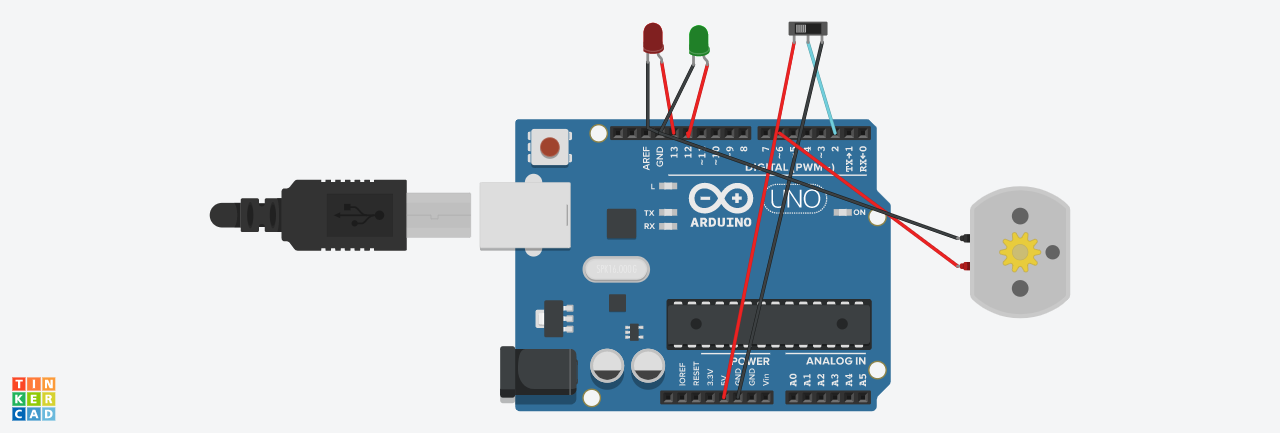 AREF
GND
13
12
~11
~10
~9
8
7
~6
5
4
~3
2
TX→1
RX←0
DIGITAL (PWM~)
L
TX
RX
ARDUINO
UNO
ON
IOREF
RESET
3.3V
5V
GND
GND
Vin
POWER
ANALOG IN
A0
A1
A2
A3
A4
A5
TIN
KER
CAD